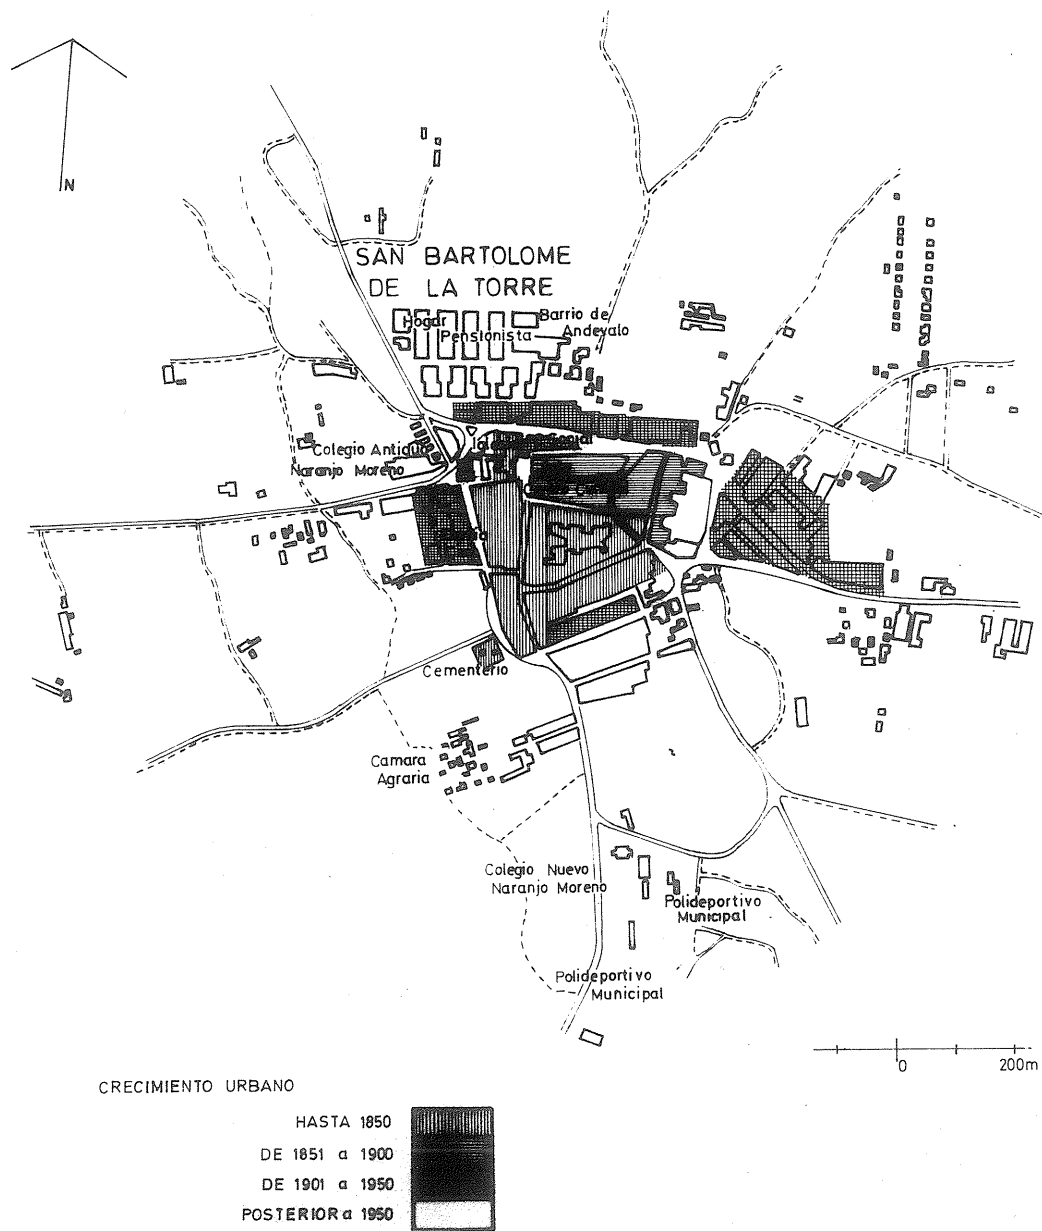 N
SAN BARTOLOME
DE LA TORRE
Hogar
Pensionista
Barrio de
Andevalo
Colegio Antiguo
Naranjo Moreno
Cementerio
Camara
Agraria
Colegio Nuevo
Naranjo Moreno
Polideportivo
Municipal
Polideportivo
Municipal
0 200m
CRECIMIENTO URBANO
HASTA 1850
DE 1851 a 1900
DE 1901 a 1950
POSTERIOR a 1950